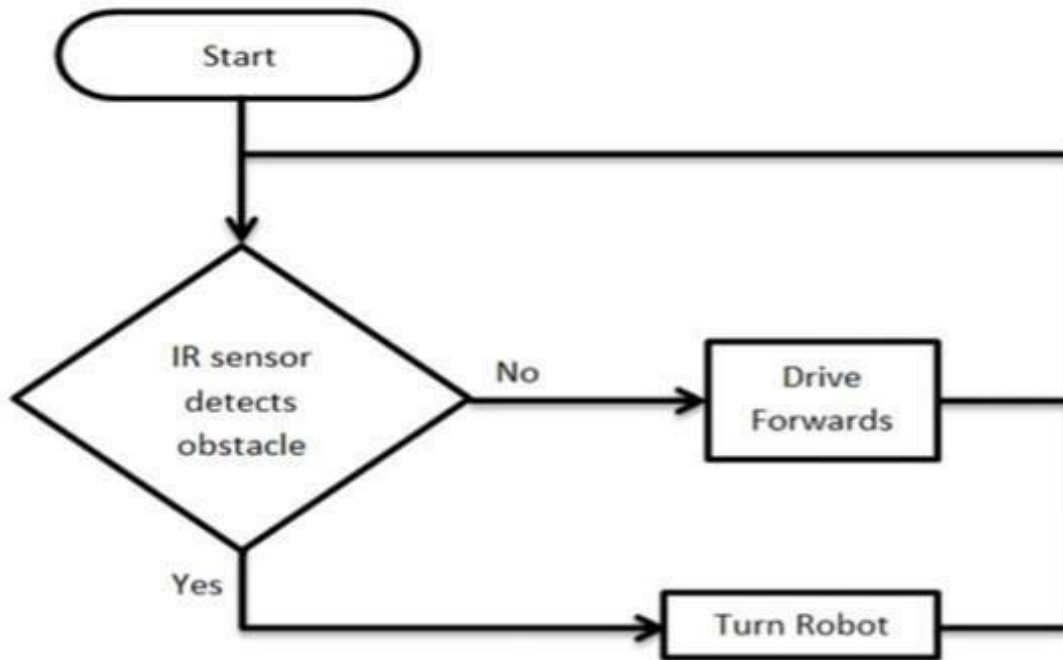 Start
IR sensor
detects
obstacle
No
Drive
Forwards
Yes
Turn Robot